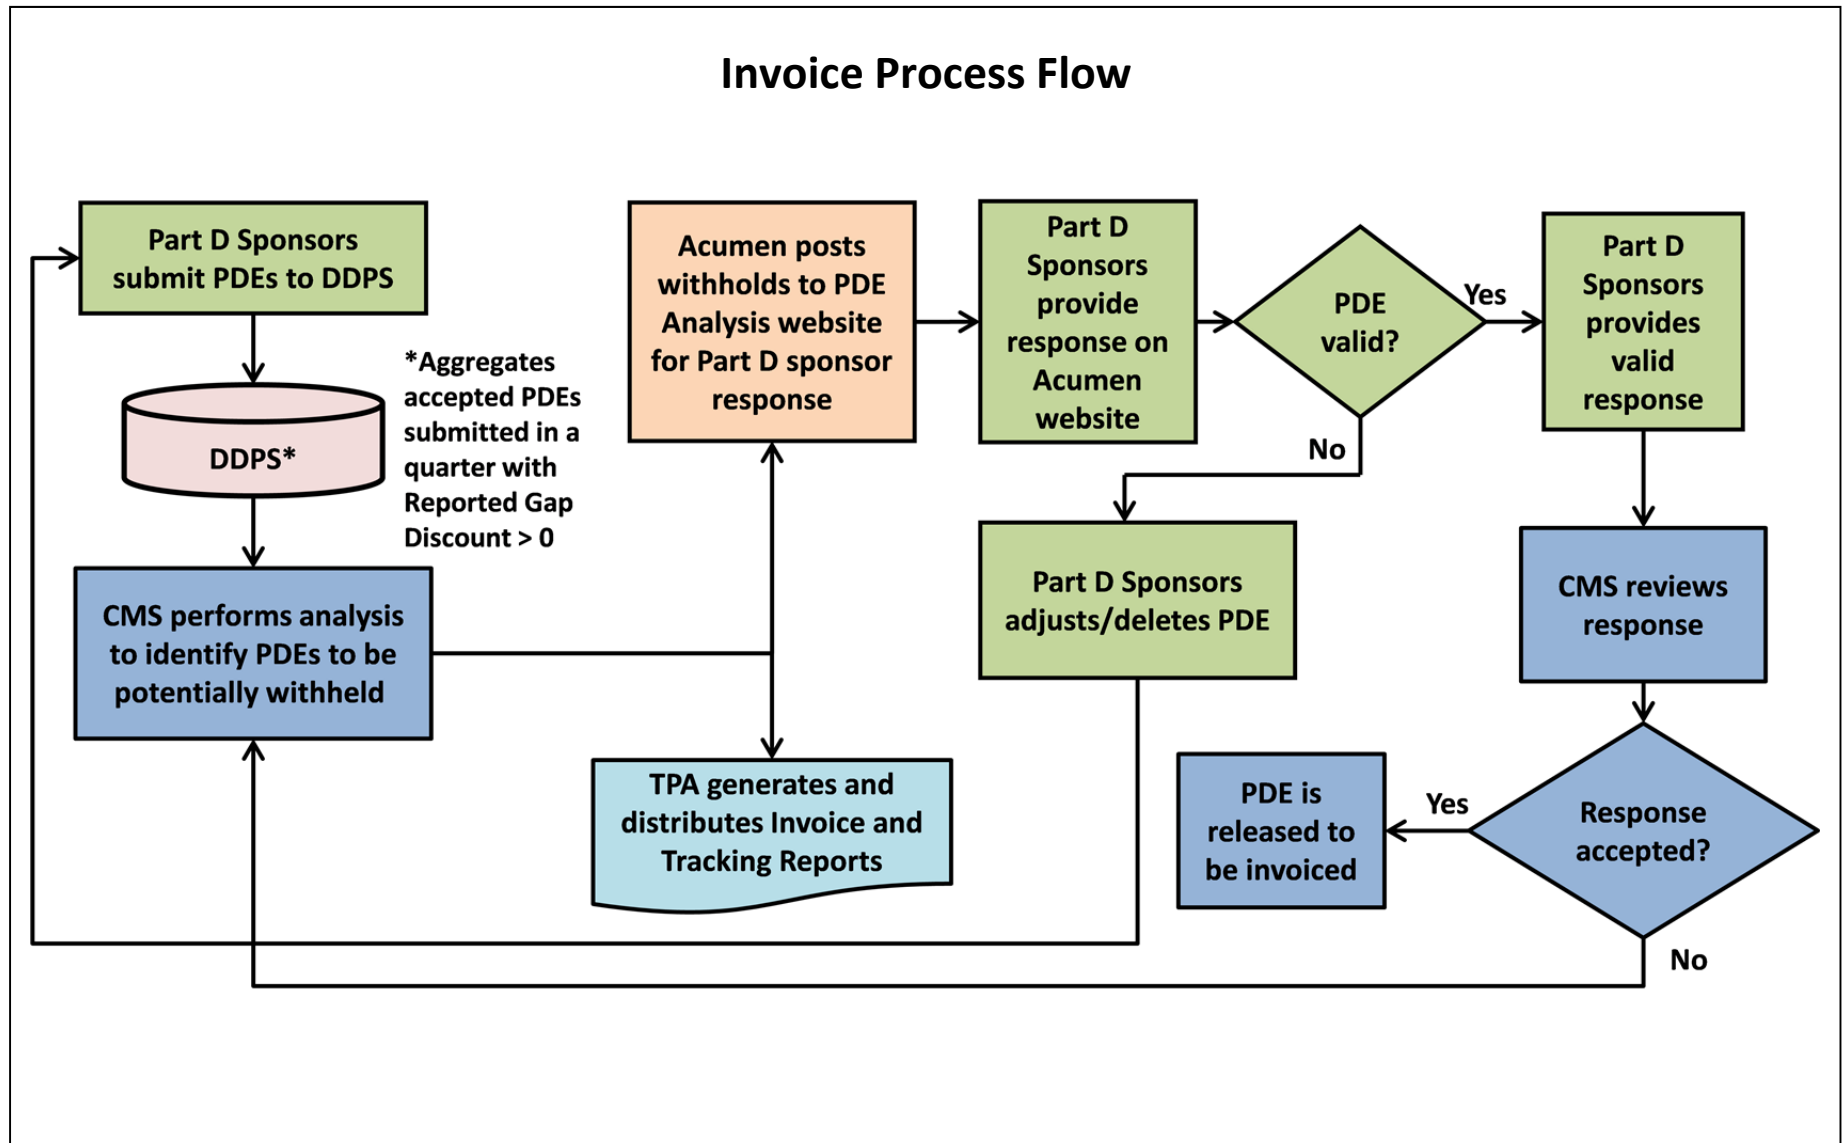 Invoice Process Flow
Part D Sponsors
submit PDEs to DDPS
*Aggregates
accepted PDEs
submitted in a
quarter with
Reported Gap
Discount > 0
DDPS*
CMS performs analysis
to identify PDEs to be
potentially withheld
Acumen posts
withholds to PDE
Analysis website
for Part D sponsor
response
TPA generates and
distributes Invoice and
Tracking Reports
Part D
Sponsors
provide
response on
Acumen
website
PDE
valid?
Yes
No
Part D Sponsors
adjusts/deletes PDE
Part D
Sponsors
provides
valid
response
CMS reviews
response
Response
accepted?
Yes
PDE is
released to
be invoiced
No